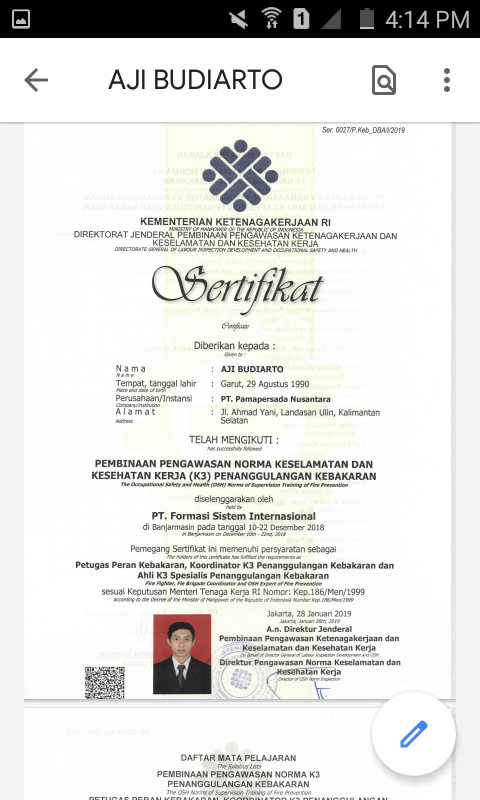 4:14 PM
AJI BUDIARTO
Ser. 0027/P.Keb_DBA/I/2019
KEMENTERIAN KETENAGAKERJAAN RI
MINISTRY OF MANPOWER OF THE REPUBLIC OF INDONESIA
DIREKTORAT JENDERAL PEMBINAAN PENGAWASAN KETENAGAKERJAAN DAN
KESELAMATAN DAN KESEHATAN KERJA
DIRECTORATE GENERAL OF LABOUR INSPECTION DEVELOPMENT AND OCCUPATIONAL SAFETY AND HEALTH
Sertifikat
Certificate
Diberikan kepada :
Given to :
Nama : AJI BUDIARTO
Name
Tempat, tanggal lahir : Garut, 29 Agustus 1990
Place and date of birth
Perusahaan/Instansi : PT. Pamapersada Nusantara
Company/Institution
Alamat : Jl. Ahmad Yani, Landasan Ulin, Kalimantan
Address Selatan
TELAH MENGIKUTI :
has successfully followed
PEMBINAAN PENGAWASAN NORMA KESELAMATAN DAN
KESEHATAN KERJA (K3) PENANGGULANGAN KEBAKARAN
The Occupational Safety and Health (OSH) Norms of Supervision Training of Fire Prevention
diselenggarakan oleh
held by
PT. Formasi Sistem Internasional
di Banjarmasin pada tanggal 10-22 Desember 2018
in Banjarmasin on December 10th - 22nd, 2018
Pemegang Sertifikat ini memenuhi persyaratan sebagai
The holders of this certificate has fulfilled the requirements as
Petugas Peran Kebakaran, Koordinator K3 Penanggulangan Kebakaran dan
Ahli K3 Spesialis Penanggulangan Kebakaran
Fire Fighter, Fie Brigade Coordinator and OSH Expert of Fire Prevention
sesuai Keputusan Menteri Tenaga Kerja RI Nomor: Kep.186/Men/1999
according to the Decree of the Minister of Manpower of the Republic of Indonesia Number Kep.186/Men/1999
Jakarta, 28 Januari 2019
Jakarta, Januari 28th, 2019
A.n. Direktur Jenderal
Pembinaan Pengawasan Ketenagakerjaan dan
Keselamatan dan Kesehatan Kerja
On Behalf of Director General of Labour Inspection Development and OSH
Direktur Pengawasan Norma Keselamatan dan
Kesehatan Kerja
Director of OSH Norm Inspection
DAFTAR MATA PELAJARAN
The Syllabus Lists
PEMBINAAN PENGAWASAN NORMA K3
PENANGGULANGAN KEBAKARAN
The OSH Norms of Supervision Training of Fire Prevention
PETUGAS PERAN KEBAKARAN, KOORDINATOR K3 PENANGGULANGAN